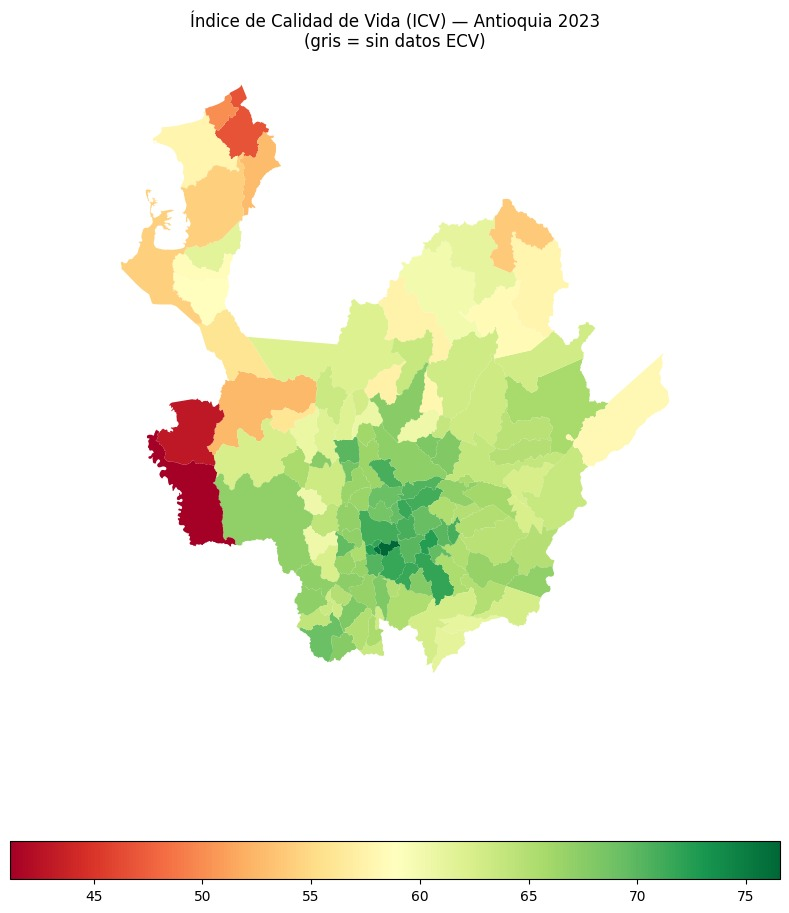 Índice de Calidad de Vida (ICV) — Antioquia 2023
(gris = sin datos ECV)
45 50 55 60 65 70 75